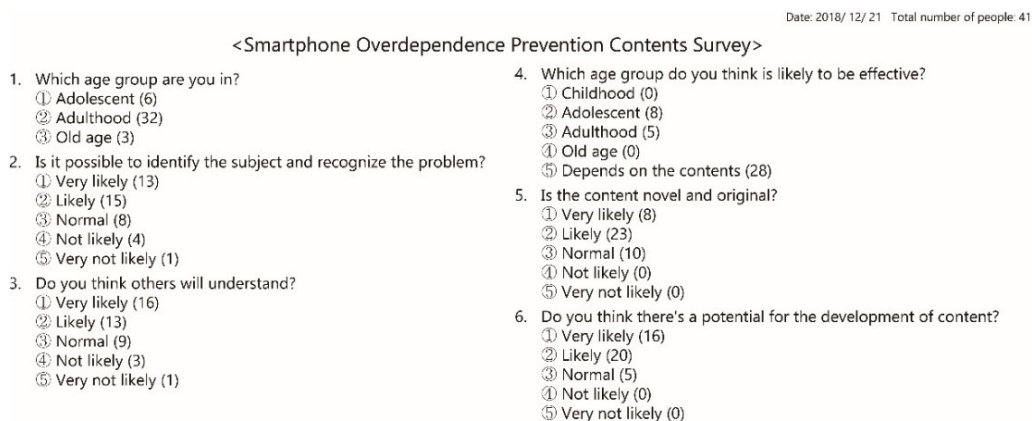 Date: 2018/ 12/ 21 Total number of people: 41
<Smartphone Overdependence Prevention Contents Survey>
1. Which age group are you in?
① Adolescent (6)
② Adulthood (32)
③ Old age (3)
2. Is it possible to identify the subject and recognize the problem?
① Very likely (13)
② Likely (15)
③ Normal (8)
④ Not likely (4)
⑤ Very not likely (1)
3. Do you think others will understand?
① Very likely (16)
② Likely (13)
③ Normal (9)
④ Not likely (3)
⑤ Very not likely (1)
4. Which age group do you think is likely to be effective?
① Childhood (0)
② Adolescent (8)
③ Adulthood (5)
④ Old age (0)
⑤ Depends on the contents (28)
5. Is the content novel and original?
① Very likely (8)
② Likely (23)
③ Normal (10)
④ Not likely (0)
⑤ Very not likely (0)
6. Do you think there's a potential for the development of content?
① Very likely (16)
② Likely (20)
③ Normal (5)
④ Not likely (0)
⑤ Very not likely (0)